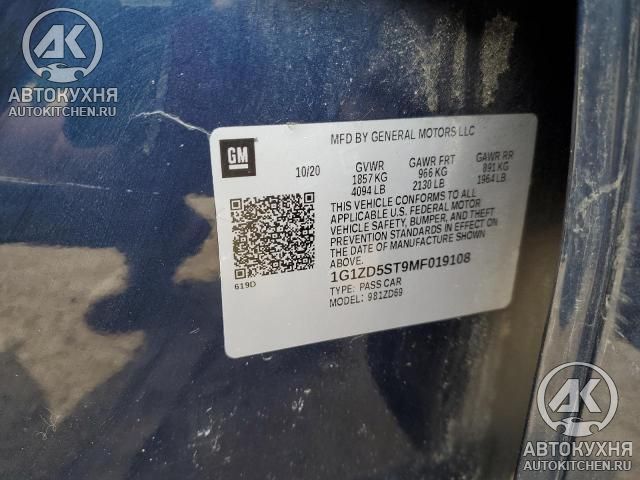 AK
АВТОКУХНЯ
AUTOKITCHEN.RU
GM
MFD BY GENERAL MOTORS LLC
10/20 GVWR GAWR FRT GAWR RR
1857 KG 966 KG 891 KG
4094 LB 2130 LB 1964 LB
THIS VEHICLE CONFORMS TO ALL
APPLICABLE U.S. FEDERAL MOTOR
VEHICLE SAFETY, BUMPER, AND THEFT
PREVENTION STANDARDS IN EFFECT
ON THE DATE OF MANUFACTURE SHOWN
ABOVE.
619D
1G1ZD5ST9MF019108
TYPE: PASS CAR
MODEL: 981ZD69
AK
АВТОКУХНЯ
AUTOKITCHEN.RU